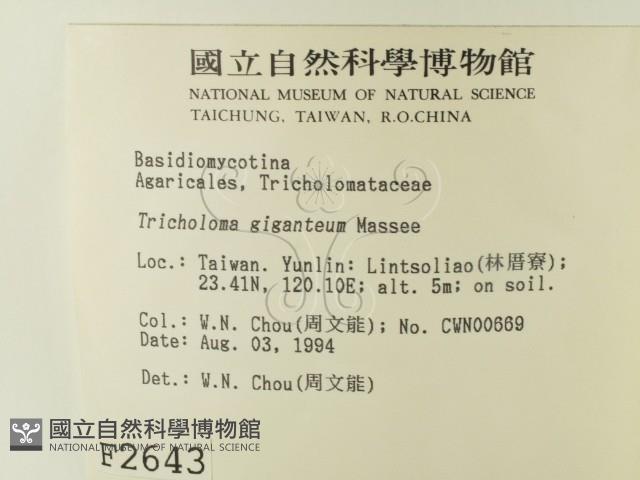 國立自然科學博物館
NATIONAL MUSEUM OF NATURAL SCIENCE
TAICHUNG, TAIWAN, R.O.CHINA
Basidiomycotina
Agaricales, Tricholomataceae
Tricholoma giganteum Massee
Loc.: Taiwan. Yunlin: Lintsoliao(林厝寮);
23.41N, 120.10E; alt. 5m; on soil.
Col.: W.N. Chou(周文能); No. CWN00669
Date: Aug. 03, 1994
Det.: W.N. Chou(周文能)
國立自然科學博物館
NATIONAL MUSEUM OF NATURAL SCIENCE
F2643